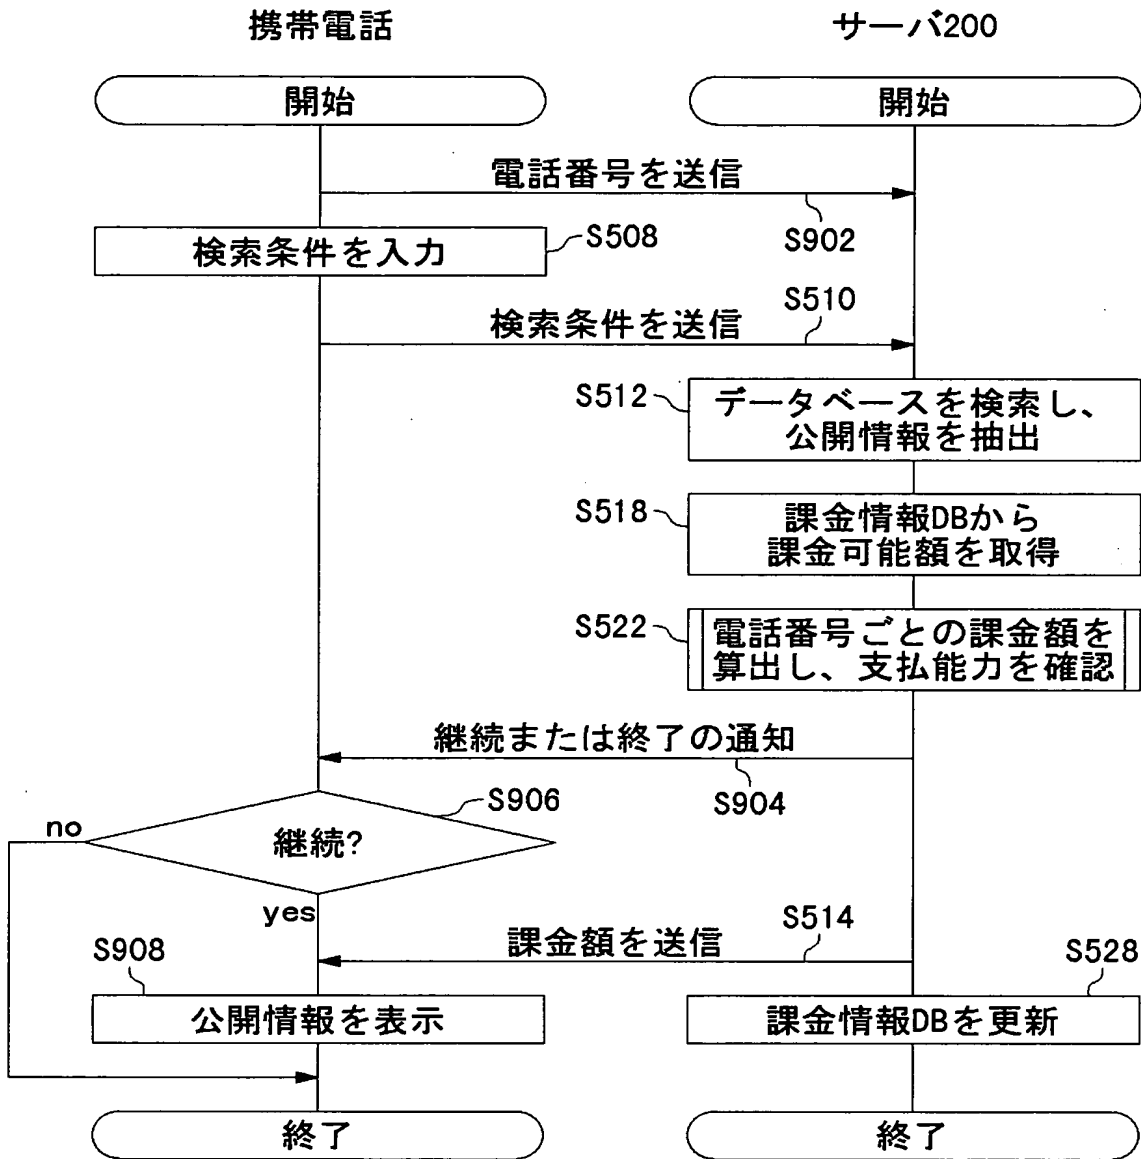 携帯電話
サーバ200
開始
開始
電話番号を送信
S902
検索条件を入力
S508
検索条件を送信
S510
S512
データベースを検索し、
公開情報を抽出
S518
課金情報DBから
課金可能額を取得
S522
電話番号ごとの課金額を
算出し、支払能力を確認
継続または終了の通知
S904
S906
継続?
no
yes
課金額を送信
S514
S908
公開情報を表示
S528
課金情報DBを更新
終了
終了